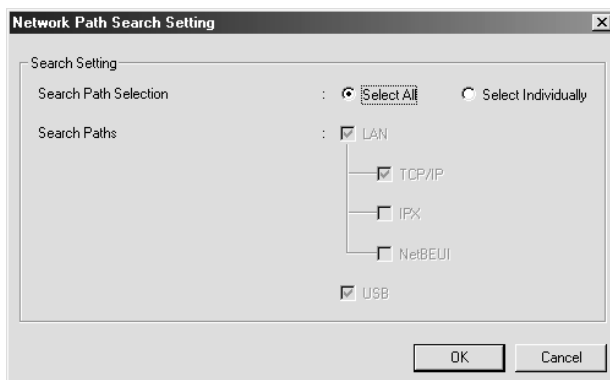 Network Path Search Setting
Search Setting
Search Path Selection : Select All Select Individually
Search Paths : LAN
TCP/IP
IPX
NetBEUI
USB
OK Cancel